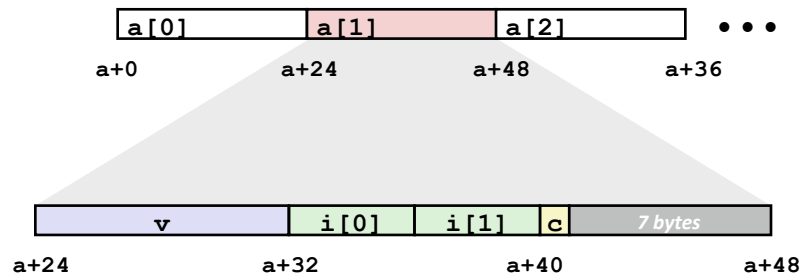 a[0] a[1] a[2] •••
a+0 a+24 a+48 a+36
v i[0] i[1] c 7 bytes
a+24 a+32 a+40 a+48